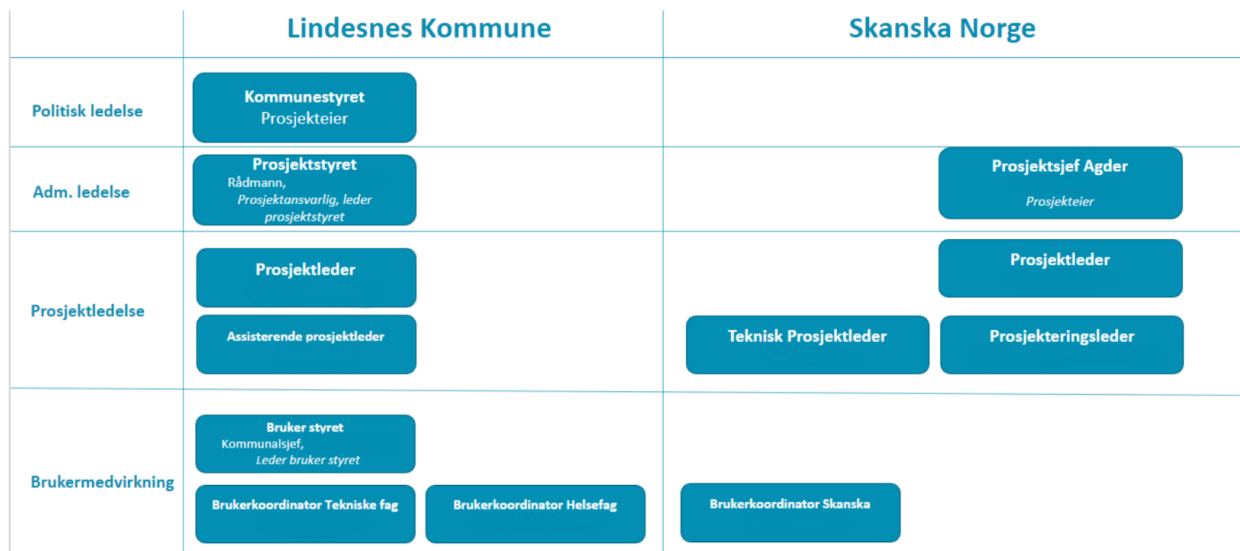 Lindesnes Kommune
Skanska Norge
Politisk ledelse
Kommunestyret
Prosjekteier
Adm. ledelse
Prosjektstyret
Rådmann,
Prosjektansvarlig, leder
prosjektstyret
Prosjektsjef Agder
Prosjekteier
Prosjektledelse
Prosjektleder
Prosjektleder
Assisterende prosjektleder
Teknisk Prosjektleder
Prosjekteringsleder
Brukermedvirkning
Bruker styret
Kommunalsjef,
Leder bruker styret
Brukerkoordinator Tekniske fag
Brukerkoordinator Helsefag
Brukerkoordinator Skanska